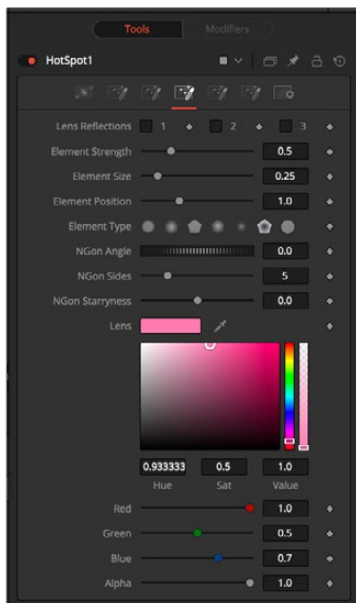 Tools Modifiers
HotSpot1
Lens Reflections 1 2 3
Element Strength 0.5
Element Size 0.25
Element Position 1.0
Element Type
NGon Angle 0.0
NGon Sides 5
NGon Starryness 0.0
Lens
0.933333 0.5 1.0
Hue Sat Value
Red 1.0
Green 0.5
Blue 0.7
Alpha 1.0